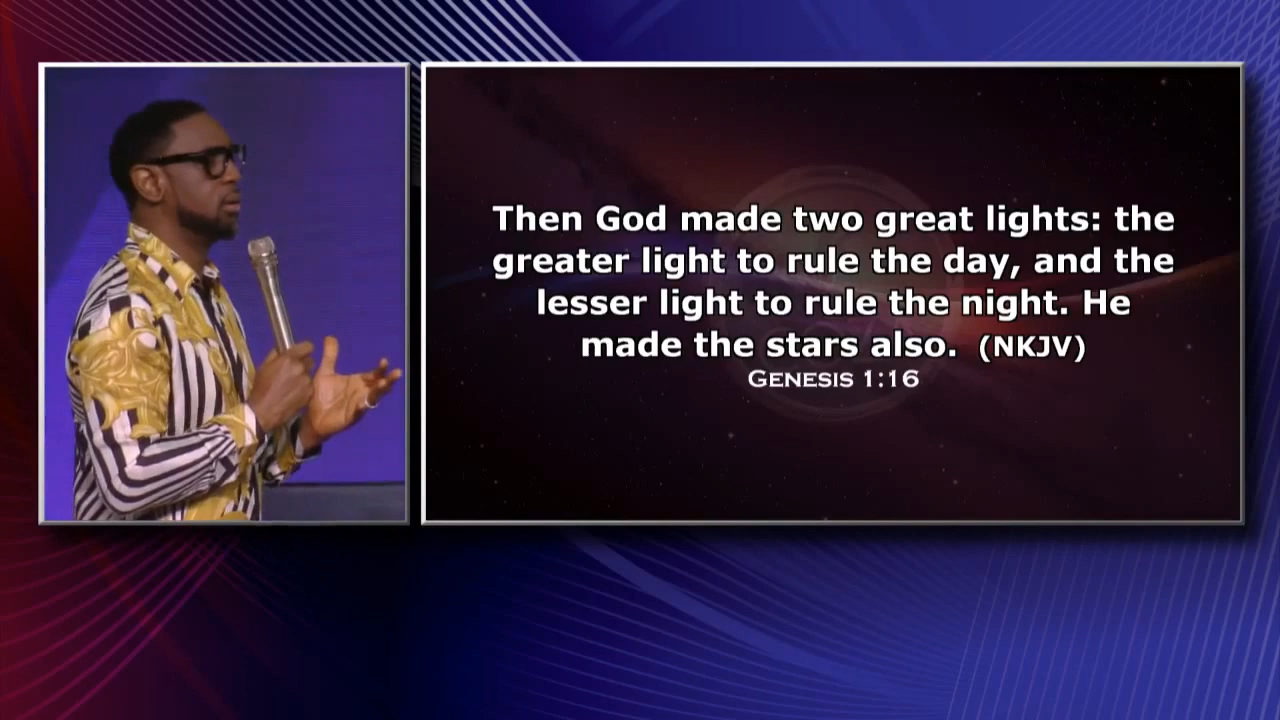 Then God made two great lights: the
greater light to rule the day, and the
lesser light to rule the night. He
made the stars also. (NKJV)
Genesis 1:16